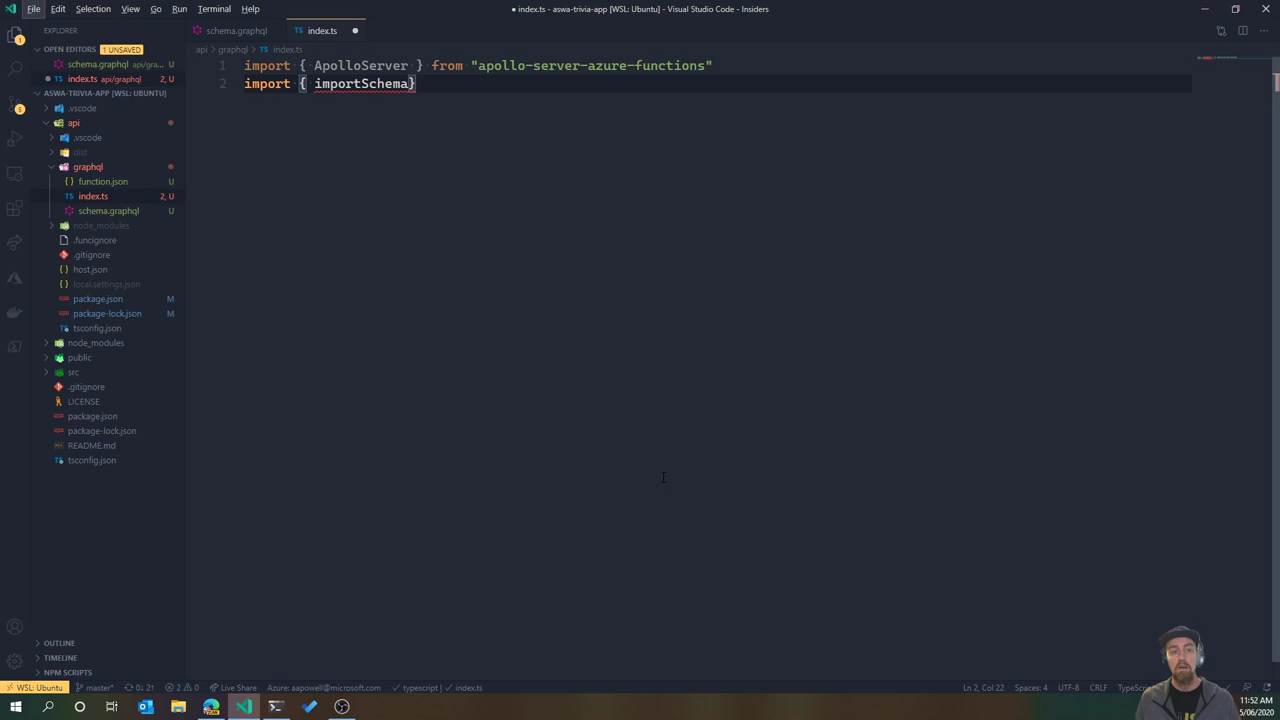 File Edit Selection View Go Run Terminal Help
● index.ts - aswa-trivia-app [WSL: Ubuntu] - Visual Studio Code - Insiders
EXPLORER
schema.graphql
TS index.ts
OPEN EDITORS 1 UNSAVED
schema.graphql api/gra... U
TS index.ts api/graphql 2, U
ASWA-TRIVIA-APP [WSL: UBUNTU]
.vscode
api
.vscode
dist
graphql
function.json U
TS index.ts 2, U
schema.graphql U
node_modules
.funcignore
.gitignore
host.json
local.settings.json
package.json M
package-lock.json M
tsconfig.json
node_modules
public
src
.gitignore
LICENSE
package.json
package-lock.json
README.md
tsconfig.json
OUTLINE
TIMELINE
NPM SCRIPTS
api > graphql > TS index.ts
1 import { ApolloServer } from "apollo-server-azure-functions"
2 import { importSchema}
WSL: Ubuntu master* 0↓ 2↑ 2 0 Live Share Azure: aapowell@microsoft.com typescript | index.ts Ln 2, Col 22 Spaces: 4 UTF-8 CRLF TypeScr
11:52 AM
5/06/2020